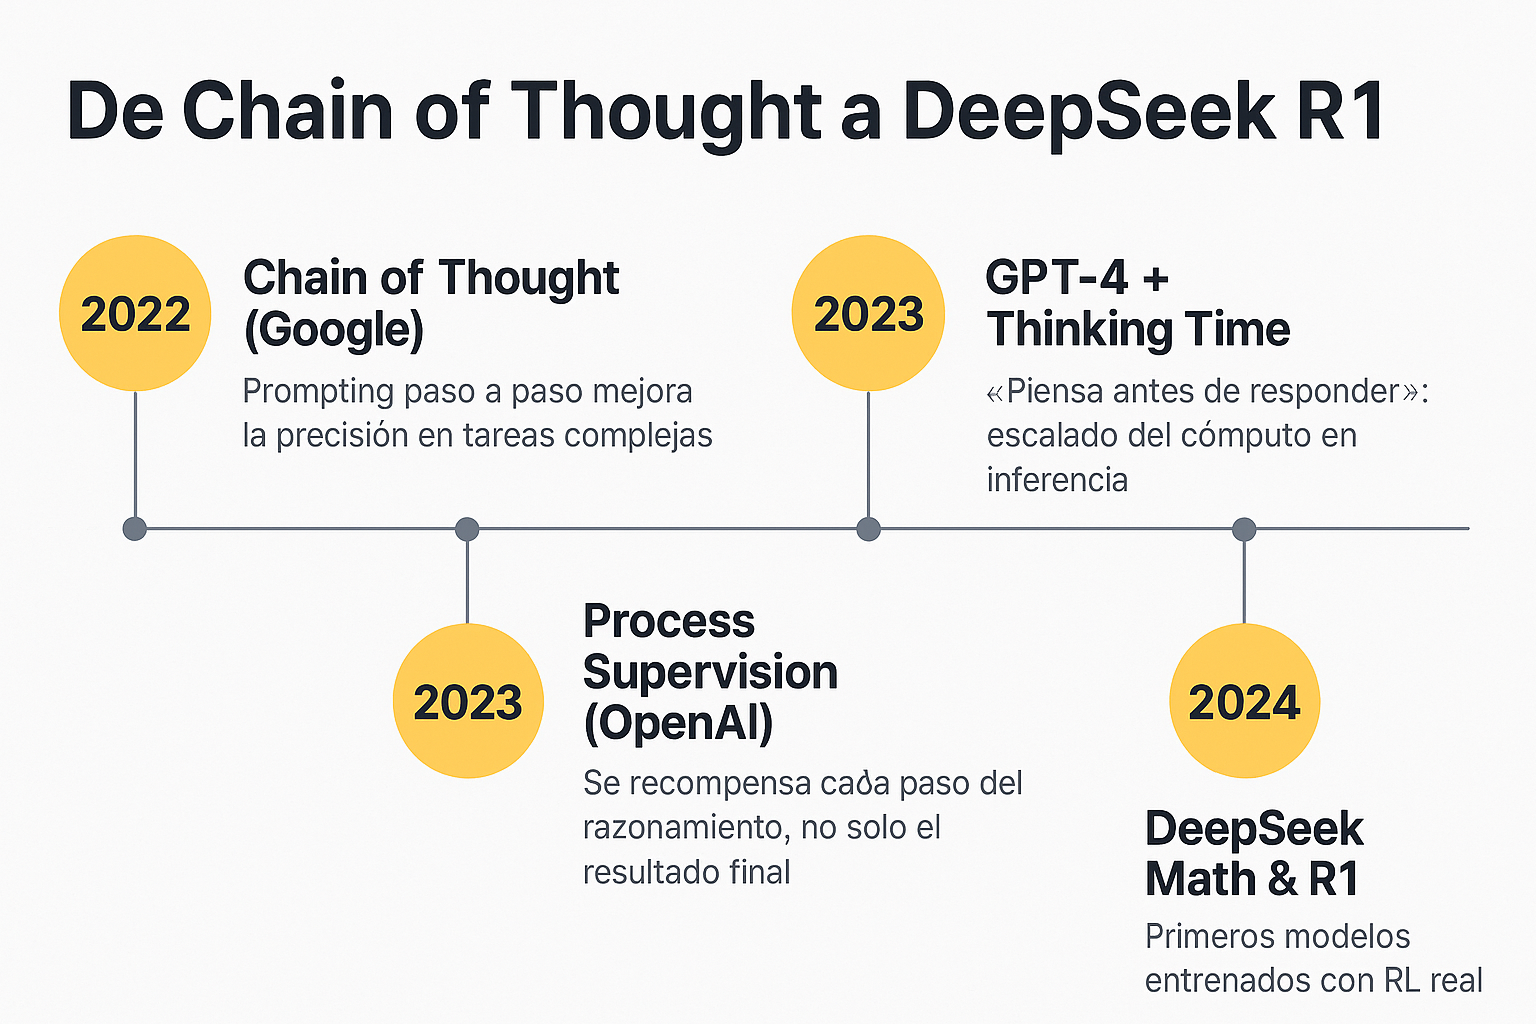 De Chain of Thought a DeepSeek R1
2022
Chain of Thought
(Google)
Prompting paso a paso mejora
la precisión en tareas complejas
2023
GPT-4 +
Thinking Time
«Piensa antes de responder»:
escalado del cómputo en
inferencia
2023
Process
Supervision
(OpenAI)
Se recompensa cada paso del
razonamiento, no solo el
resultado final
2024
DeepSeek
Math & R1
Primeros modelos
entrenados con RL real